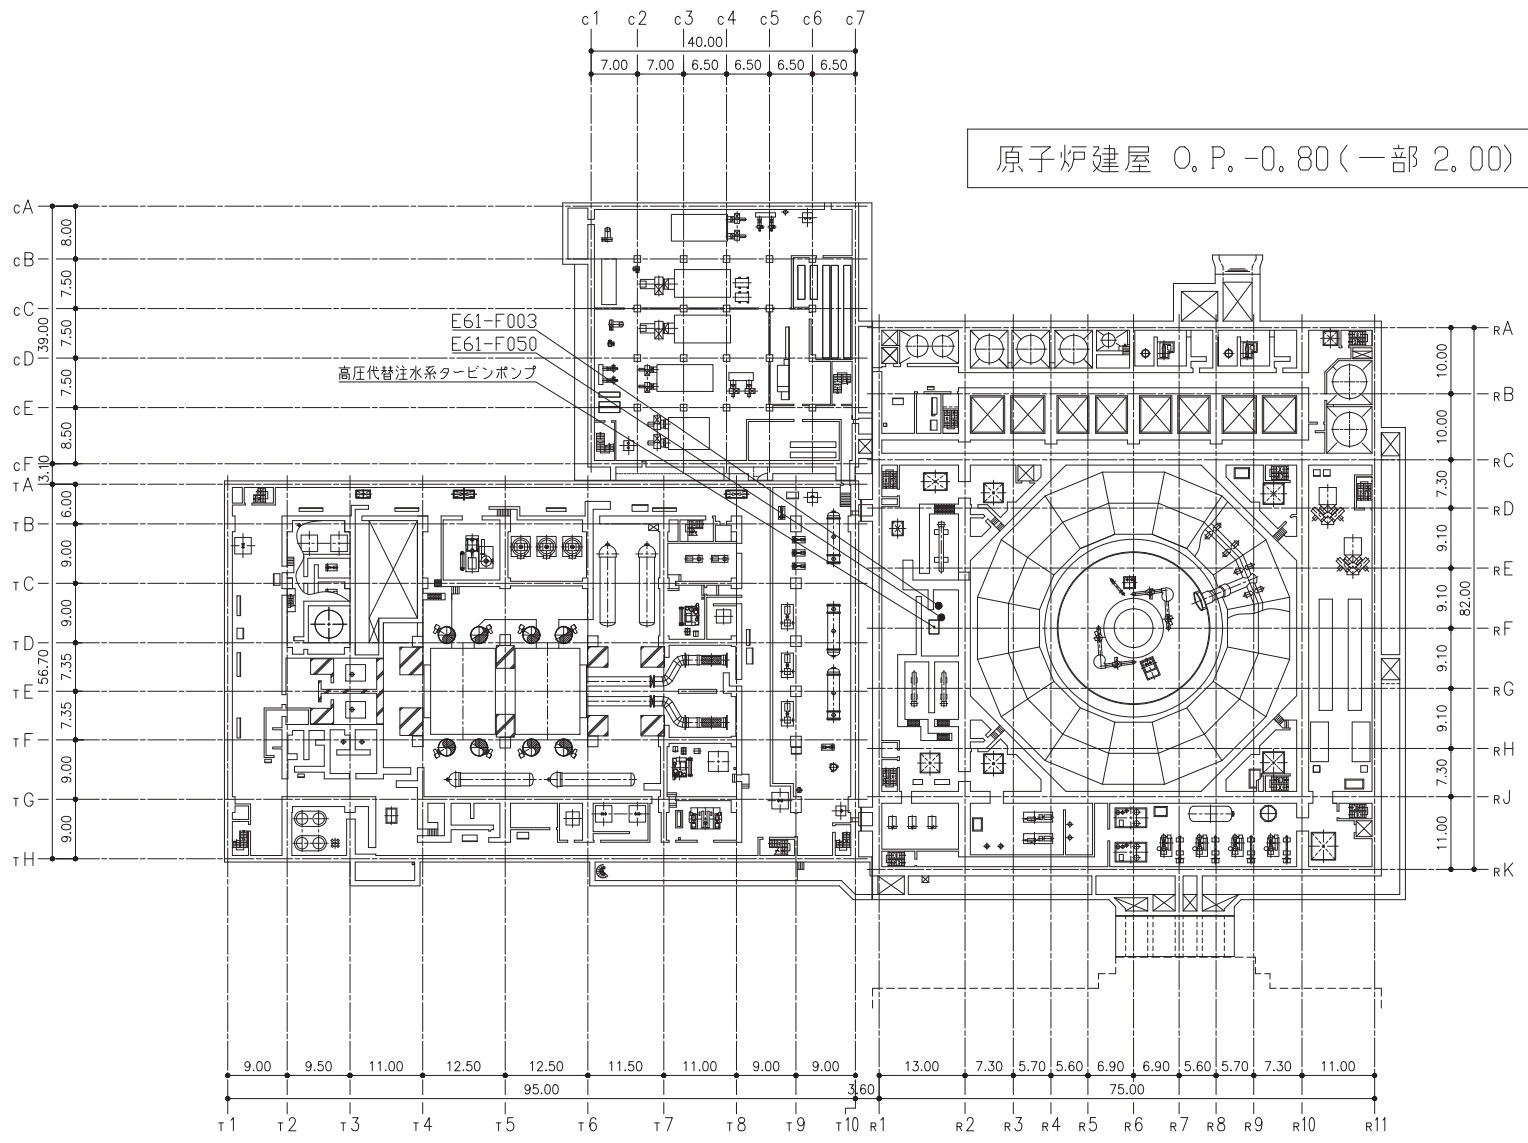 c1 c2 c3 c4 c5 c6 c7
40.00
7.00 7.00 6.50 6.50 6.50 6.50
原子炉建屋 O.P.-0.80(一部 2.00)
cA
8.00
cB
7.50
cC
7.50
39.00
cD
7.50
cE
8.50
cF
3.10
TA
6.00
TB
9.00
TC
9.00
TD
7.35
56.70
TE
7.35
TF
9.00
TG
9.00
TH
E61-F003
E61-F050
高圧代替注水系タービンポンプ
RA
10.00
RB
10.00
RC
7.30
RD
9.10
RE
9.10
82.00
RF
9.10
RG
9.10
RH
7.30
RJ
11.00
RK
9.00 9.50 11.00 12.50 12.50 11.50 11.00 9.00 9.00 13.00 7.30 5.70 5.60 6.90 6.90 5.60 5.70 7.30 11.00
95.00 3.60 75.00
T1 T2 T3 T4 T5 T6 T7 T8 T9 T10 R1 R2 R3 R4 R5 R6 R7 R8 R9 R10 R11